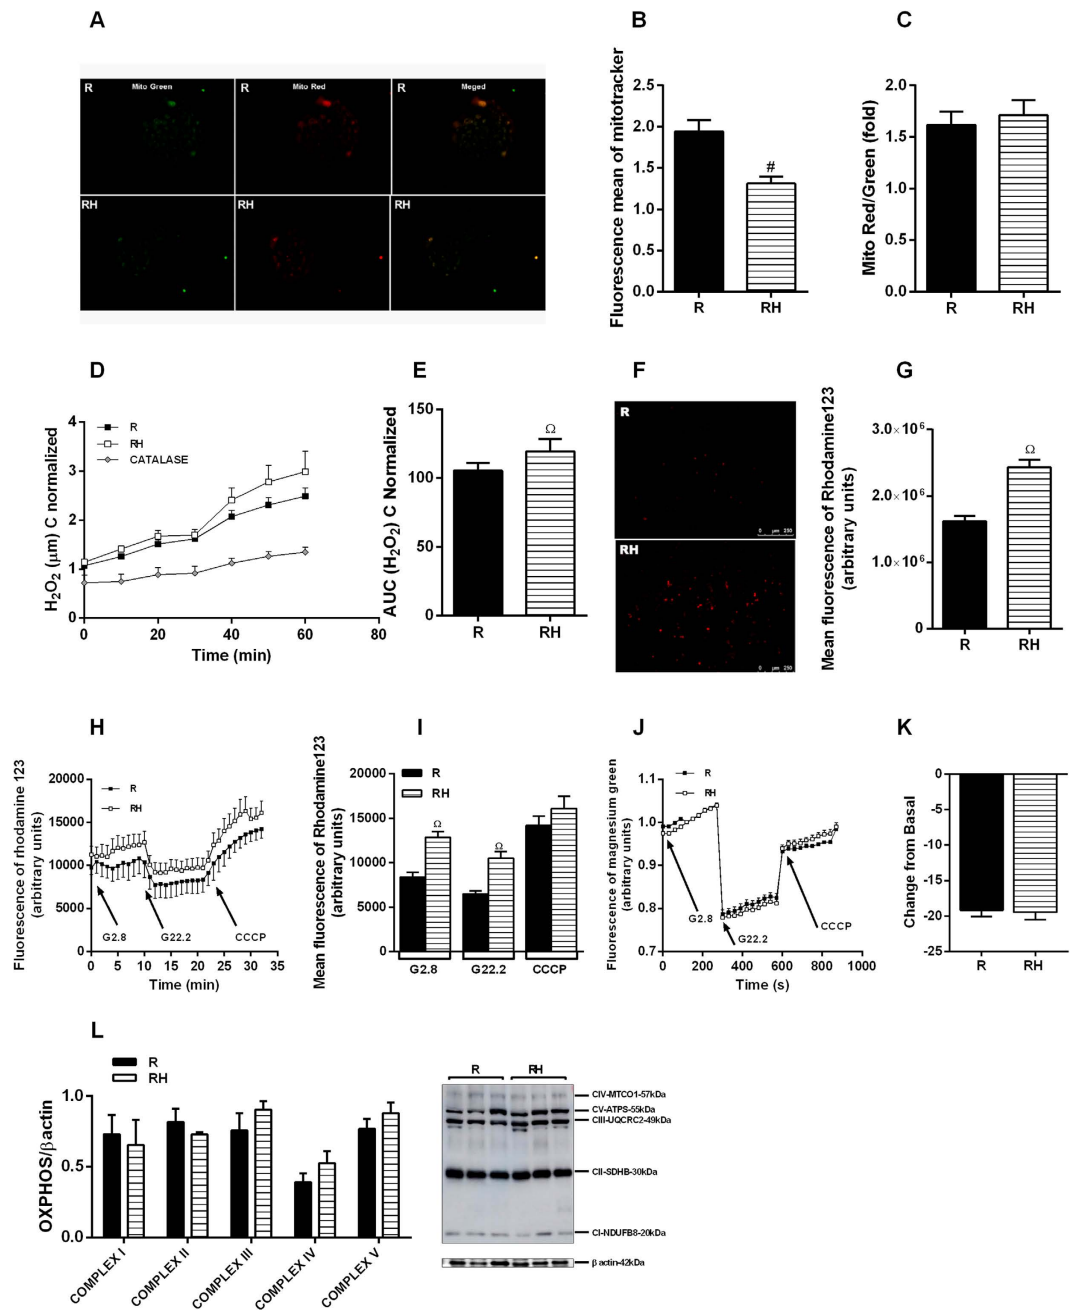 A
B
C
R
Mito Green
R
Mito Red
R
Meged
RH
RH
RH
Fluorescence mean of mitotracker
2.5
2.0
1.5
1.0
0.5
0.0
#
R
RH
Mito Red/Green (fold)
2.0
1.5
1.0
0.5
0.0
R
RH
D
E
F
G
H₂O₂ (μm) C normalized
4
3
2
1
0
R
RH
CATALASE
0
20
40
60
80
Time (min)
AUC (H₂O₂) C Normalized
150
100
50
0
Ω
R
RH
R
0 μm 250
RH
0 μm 250
Mean fluorescence of Rhodamine123
(arbitrary units)
3.0×10⁶
2.0×10⁶
1.0×10⁶
0
Ω
R
RH
H
I
J
K
Fluorescence of rhodamine 123
(arbitrary units)
20000
15000
10000
5000
0
R
RH
G2.8
G22.2
CCCP
0
5
10
15
20
25
30
35
Time (min)
Mean fluorescence of Rhodamine123
(arbitrary units)
20000
15000
10000
5000
0
R
RH
Ω
Ω
G2.8
G22.2
CCCP
Fluorescence of magnesium green
(arbitrary units)
1.1
1.0
0.9
0.8
0.7
R
RH
G2.8
G22.2
CCCP
0
200
400
600
800
1000
Time (s)
Change from Basal
0
-5
-10
-15
-20
-25
R
RH
L
R
RH
OXPHOS/βactin
1.0
0.5
0.0
COMPLEX I
COMPLEX II
COMPLEX III
COMPLEX IV
COMPLEX V
R
RH
CIV-MTCO1-57kDa
CV-ATPS-55kDa
CIII-UQCRC2-49kDa
CII-SDHB-30kDa
CI-NDUFB8-20kDa
β actin-42kDa